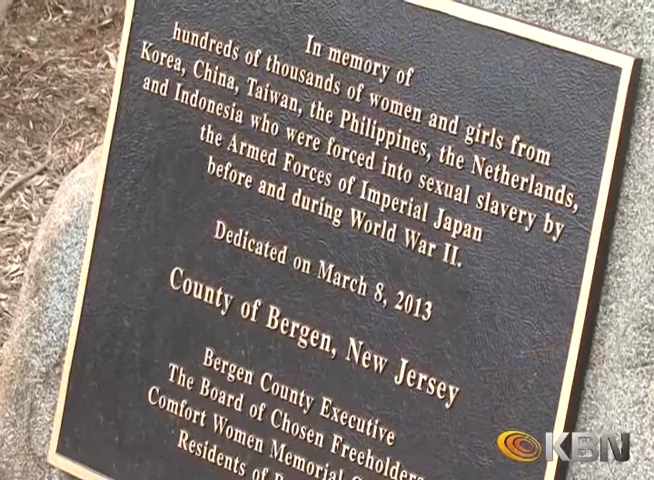 In memory of
hundreds of thousands of women and girls from
Korea, China, Taiwan, the Philippines, the Netherlands,
and Indonesia who were forced into sexual slavery by
the Armed Forces of Imperial Japan
before and during World War II.
Dedicated on March 8, 2013
County of Bergen, New Jersey
Bergen County Executive
The Board of Chosen Freeholders
Comfort Women Memorial
Residents of
KBN